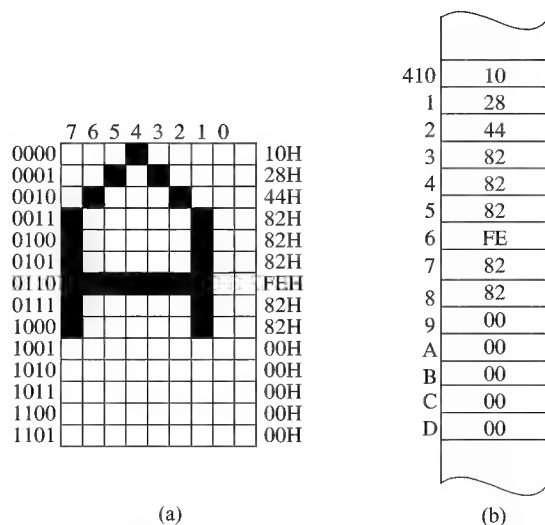 7 6 5 4 3 2 1 0
0000 10H
0001 28H
0010 44H
0011 82H
0100 82H
0101 82H
0110 FEH
0111 82H
1000 82H
1001 00H
1010 00H
1011 00H
1100 00H
1101 00H
(a)
410 10
1 28
2 44
3 82
4 82
5 82
6 FE
7 82
8 82
9 00
A 00
B 00
C 00
D 00
(b)